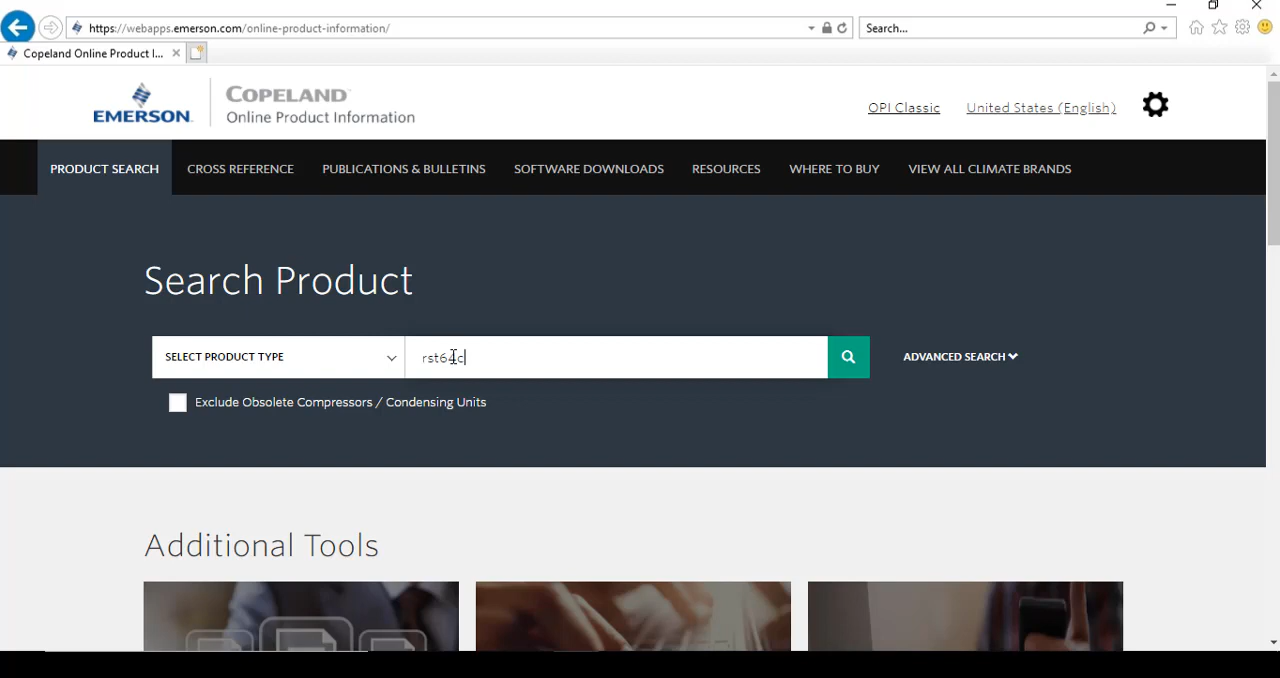 https://webapps.emerson.com/online-product-information/
Search...
Copeland Online Product I...
EMERSON
COPELAND
Online Product Information
OPI Classic
United States (English)
PRODUCT SEARCH
CROSS REFERENCE
PUBLICATIONS & BULLETINS
SOFTWARE DOWNLOADS
RESOURCES
WHERE TO BUY
VIEW ALL CLIMATE BRANDS
Search Product
SELECT PRODUCT TYPE
rst64c
ADVANCED SEARCH
Exclude Obsolete Compressors / Condensing Units
Additional Tools